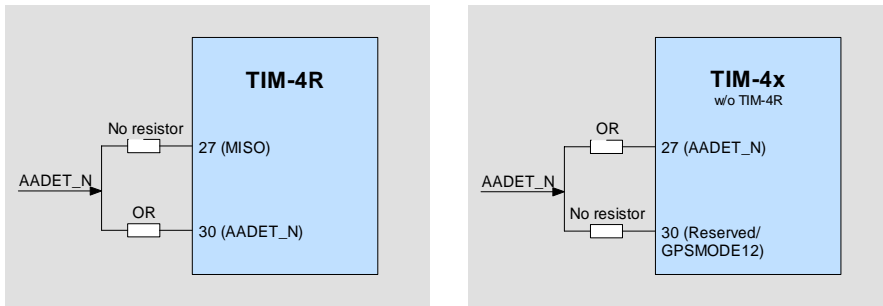 TIM-4R
No resistor
27 (MISO)
AADET_N
OR
30 (AADET_N)
TIM-4x
w/o TIM-4R
OR
27 (AADET_N)
AADET_N
No resistor
30 (Reserved/
GPSMODE12)